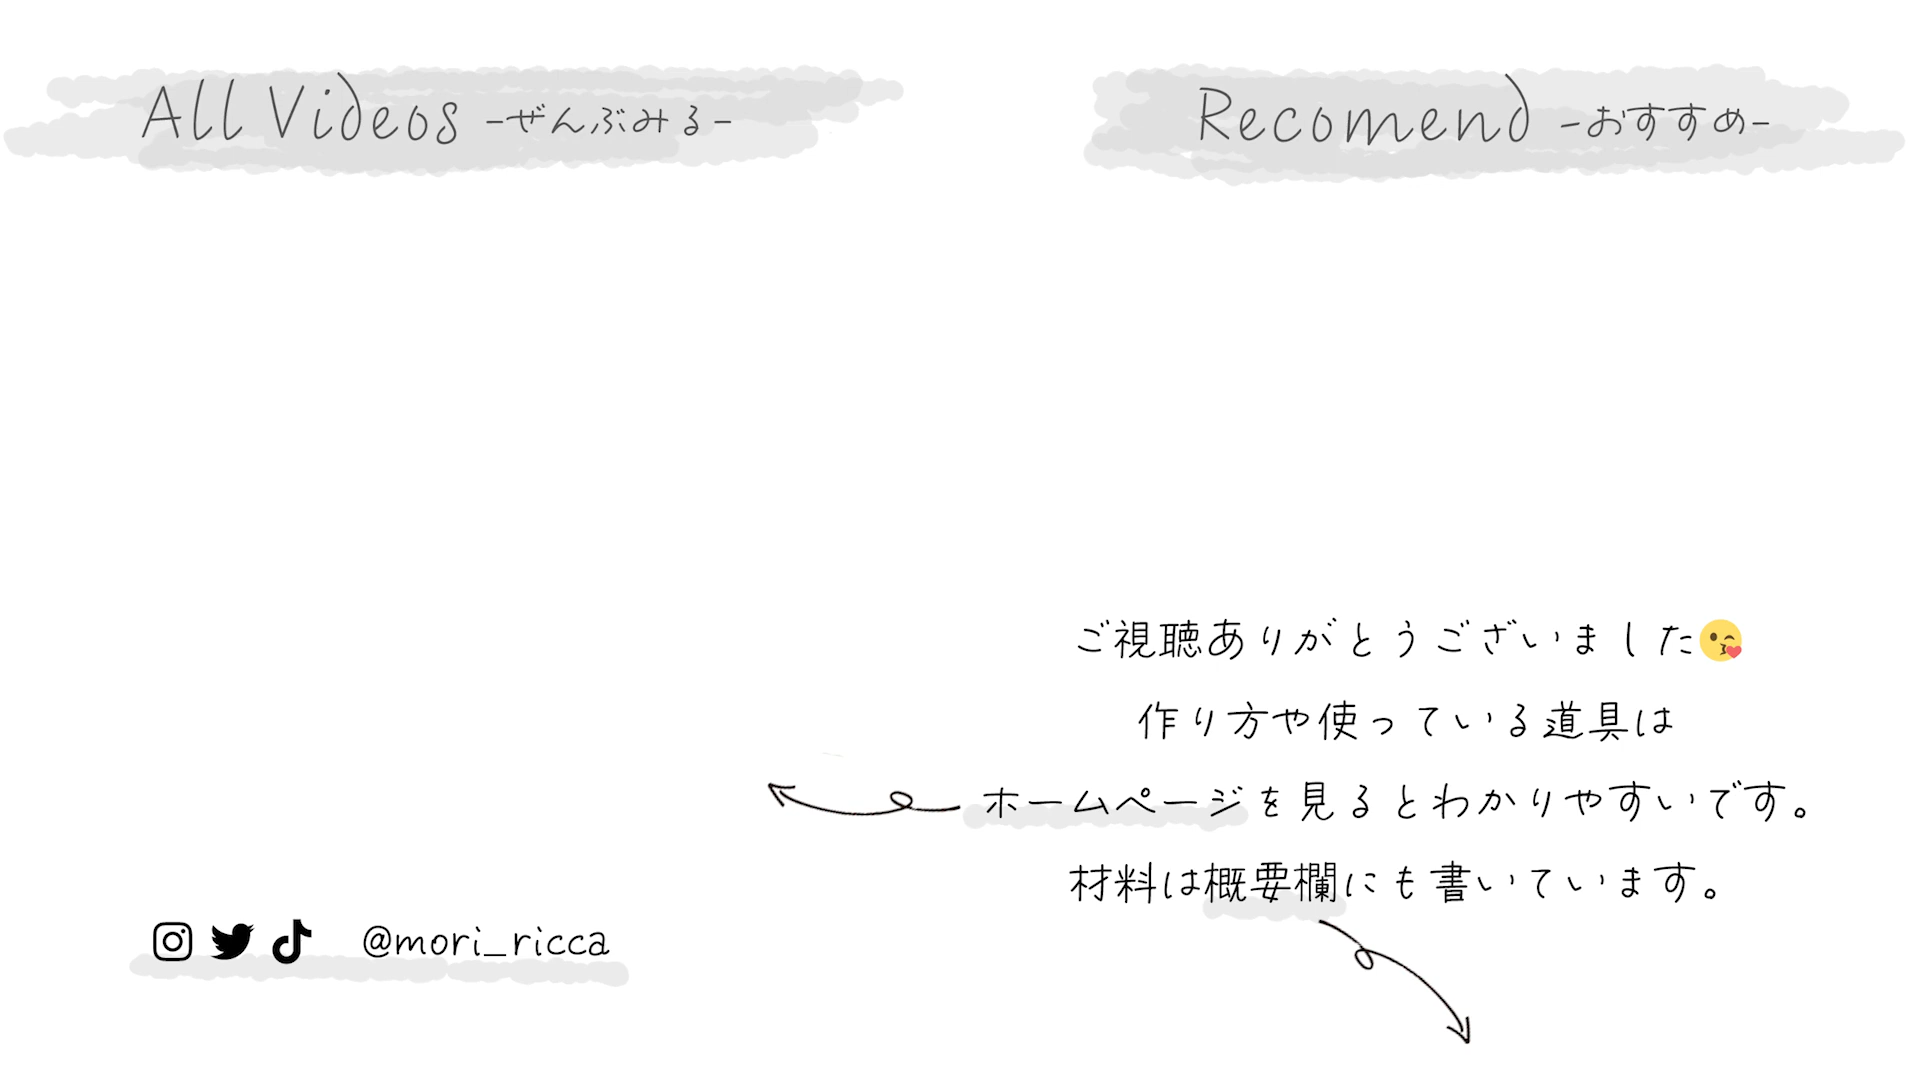 All Videos -ぜんぶみる-
Recomend -おすすめ-
ご視聴ありがとうございました😘
作り方や使っている道具は
ホームページを見るとわかりやすいです。
材料は概要欄にも書いています。
@mori_ricca